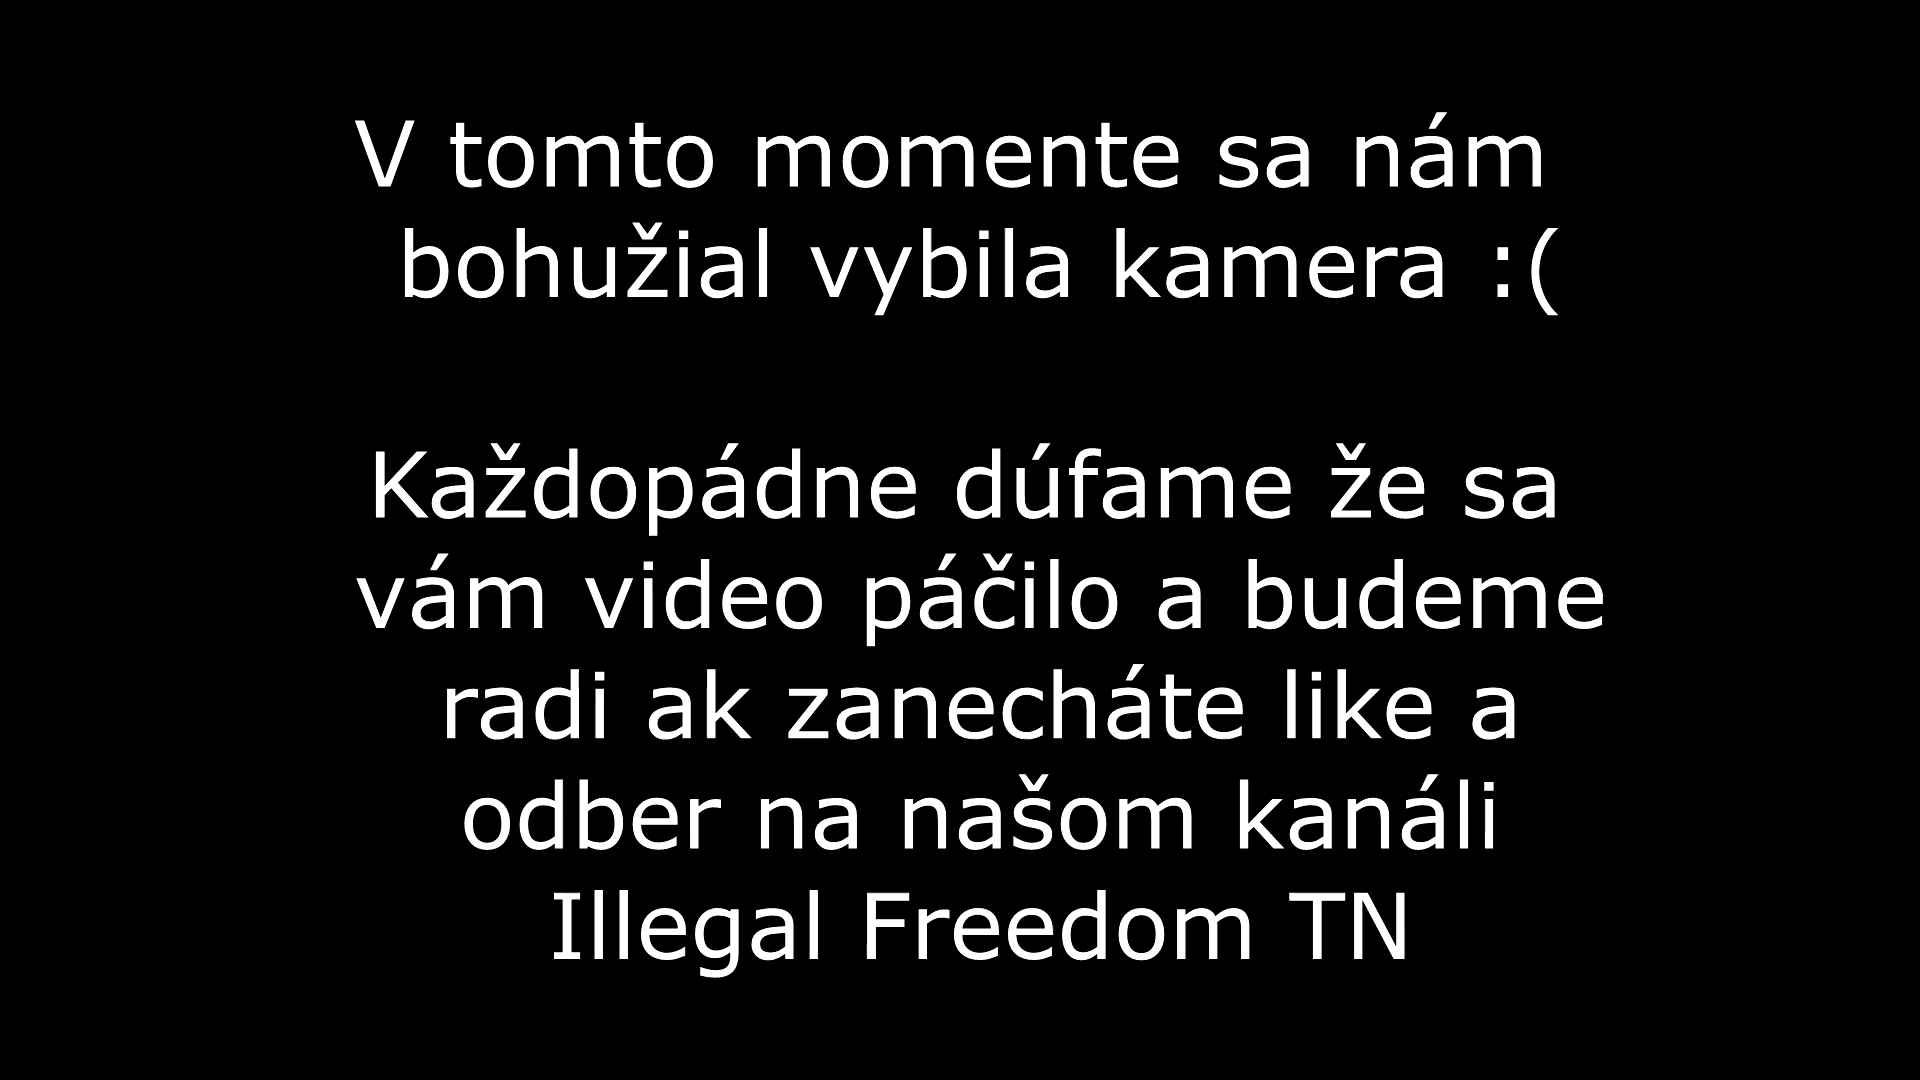 V tomto momente sa nám
bohužial vybila kamera :(
Každopádne dúfame že sa
vám video páčilo a budeme
radi ak zanecháte like a
odber na našom kanáli
Illegal Freedom TN